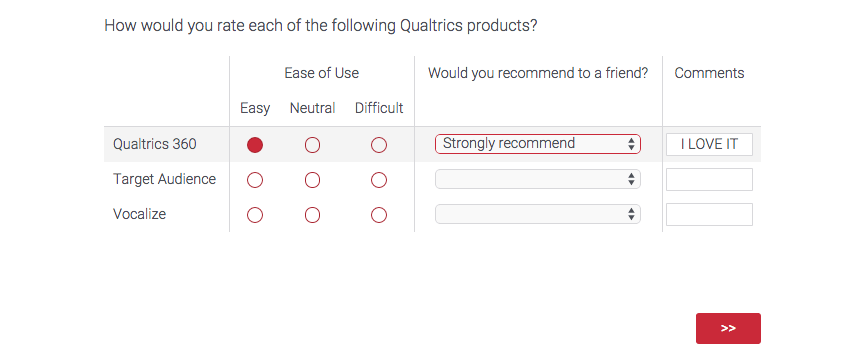 How would you rate each of the following Qualtrics products?
Ease of Use Would you recommend to a friend? Comments
Easy Neutral Difficult
Qualtrics 360 Strongly recommend I LOVE IT
Target Audience
Vocalize
>>